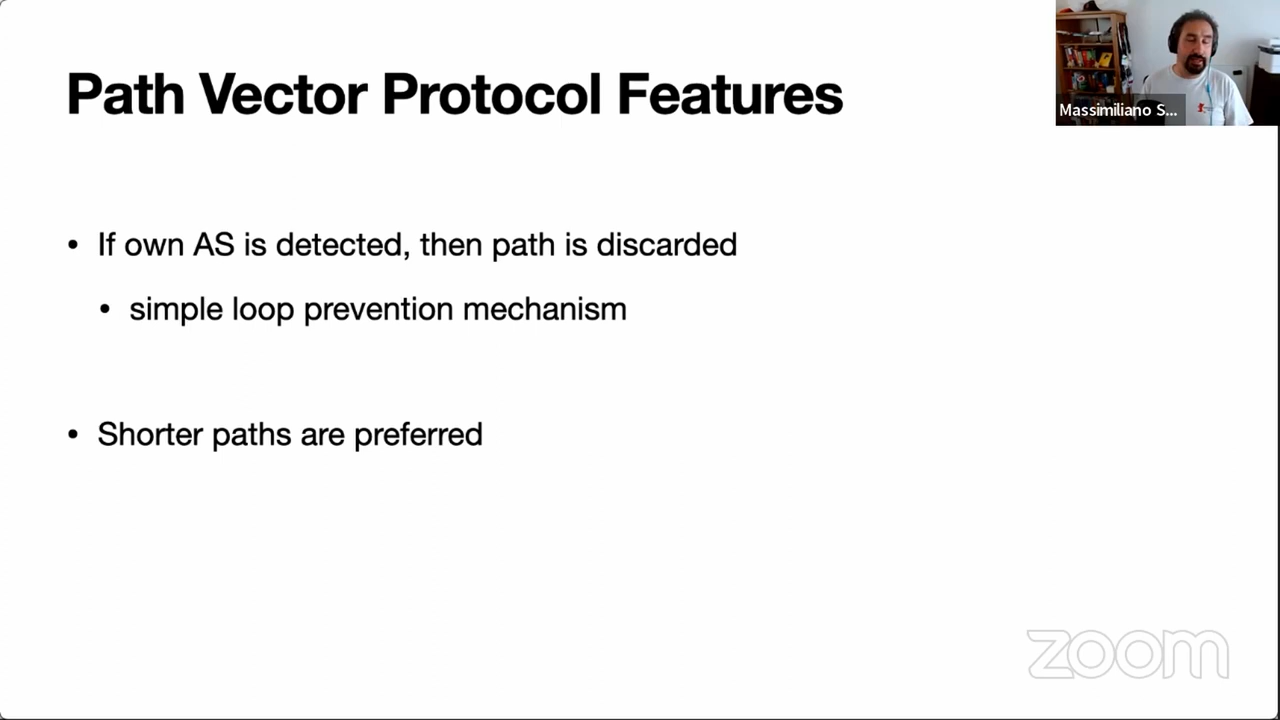 Path Vector Protocol Features
Massimiliano S...
• If own AS is detected, then path is discarded
• simple loop prevention mechanism
• Shorter paths are preferred
zoom